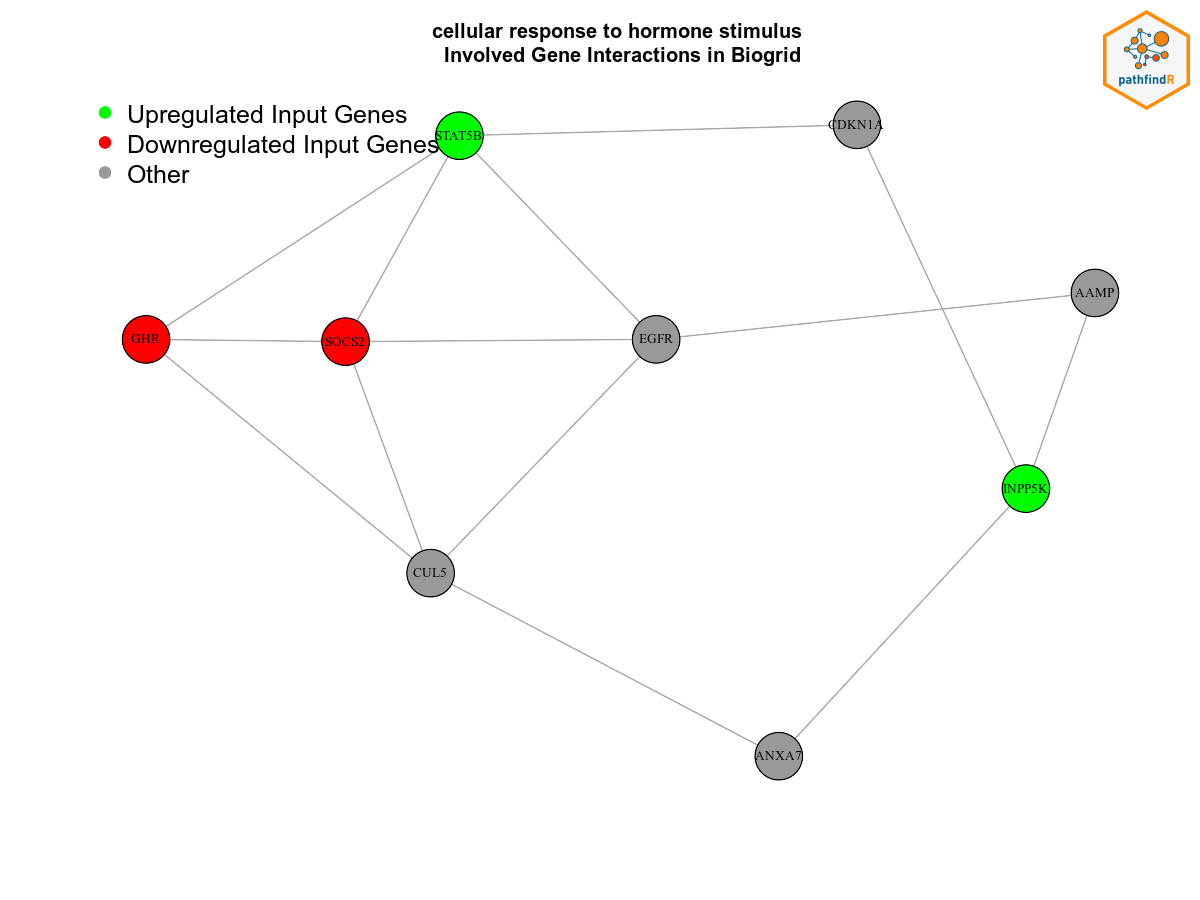 cellular response to hormone stimulus
Involved Gene Interactions in Biogrid
pathfindR
Upregulated Input Genes
Downregulated Input Genes
Other
STAT5B
CDKN1A
AAMP
GHR
SOCS2
EGFR
INPP5K
CUL5
ANXA7